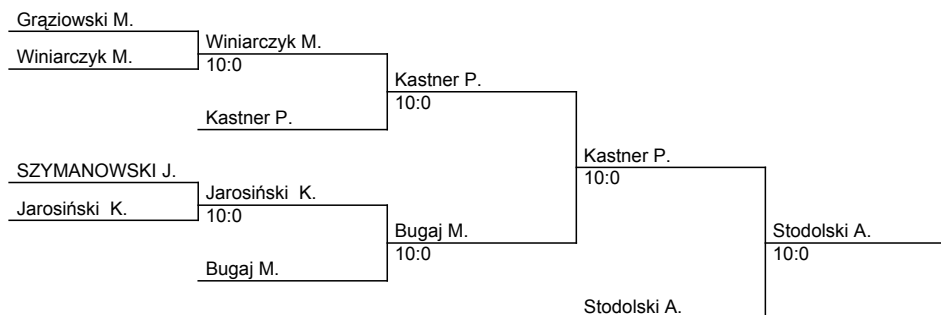 Grąziowski M.
Winiarczyk M.
Winiarczyk M.
10:0
Kastner P.
Kastner P.
10:0
SZYMANOWSKI J.
Jarosiński  K.
Jarosiński  K.
10:0
Bugaj M.
Bugaj M.
10:0
Kastner P.
10:0
Stodolski A.
Stodolski A.
10:0